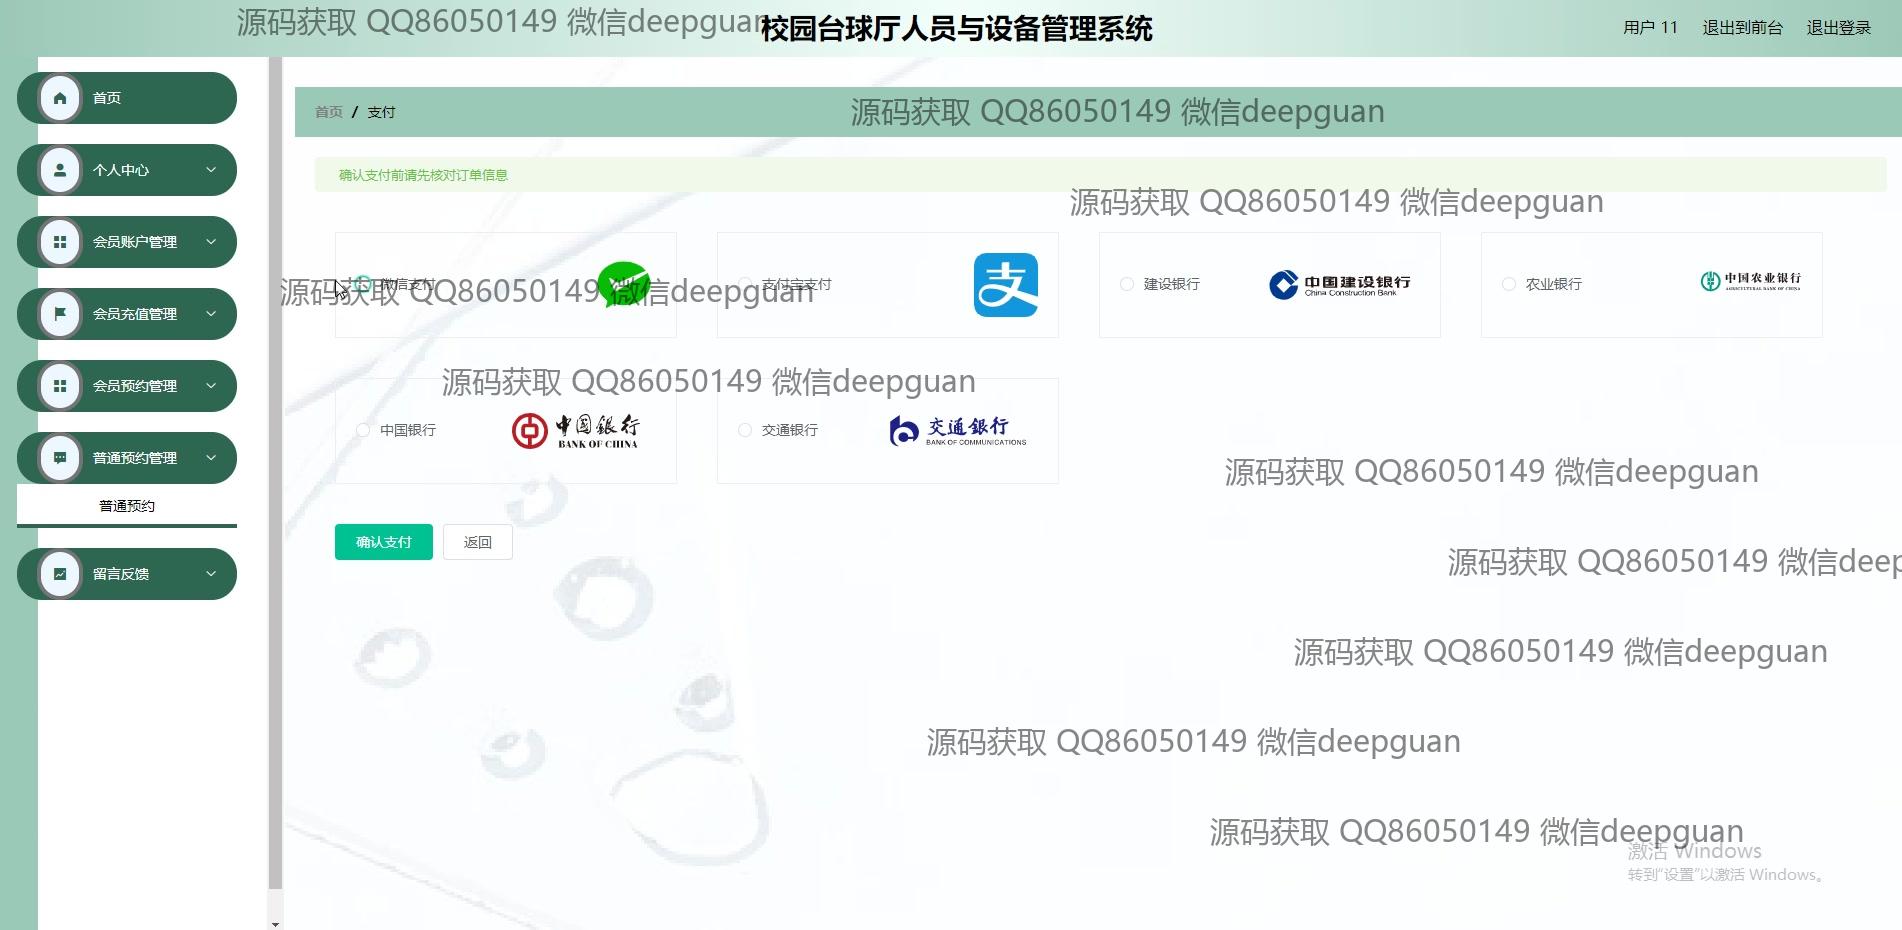 源码获取 QQ86050149 微信deepguan
校园台球厅人员与设备管理系统
用户 11
退出到前台
退出登录
首页
个人中心
会员账户管理
会员充值管理
会员预约管理
普通预约管理
普通预约
留言反馈
首页 / 支付
源码获取 QQ86050149 微信deepguan
确认支付前请先核对订单信息
源码获取 QQ86050149 微信deepguan
微信支付
支付宝支付
支
建设银行
中国建设银行
China Construction Bank
农业银行
中国农业银行
AGRICULTURAL BANK OF CHINA
源码获取 QQ86050149 微信deepguan
源码获取 QQ86050149 微信deepguan
中国银行
中国銀行
BANK OF CHINA
交通银行
交通銀行
BANK OF COMMUNICATIONS
源码获取 QQ86050149 微信deepguan
确认支付
返回
源码获取 QQ86050149 微信deep
源码获取 QQ86050149 微信deepguan
源码获取 QQ86050149 微信deepguan
源码获取 QQ86050149 微信deepguan
激活 Windows
转到“设置”以激活 Windows。